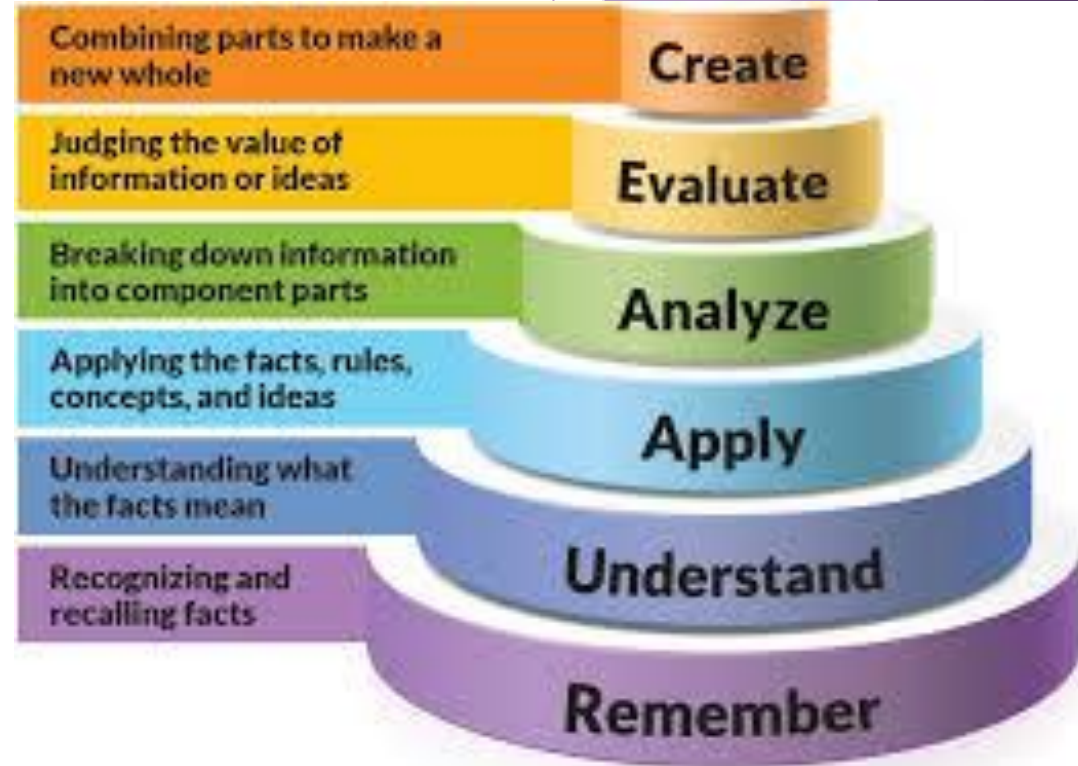 Combining parts to make a
new whole
Create
Judging the value of
information or ideas
Evaluate
Breaking down information
into component parts
Analyze
Applying the facts, rules,
concepts, and ideas
Apply
Understanding what
the facts mean
Understand
Recognizing and
recalling facts
Remember